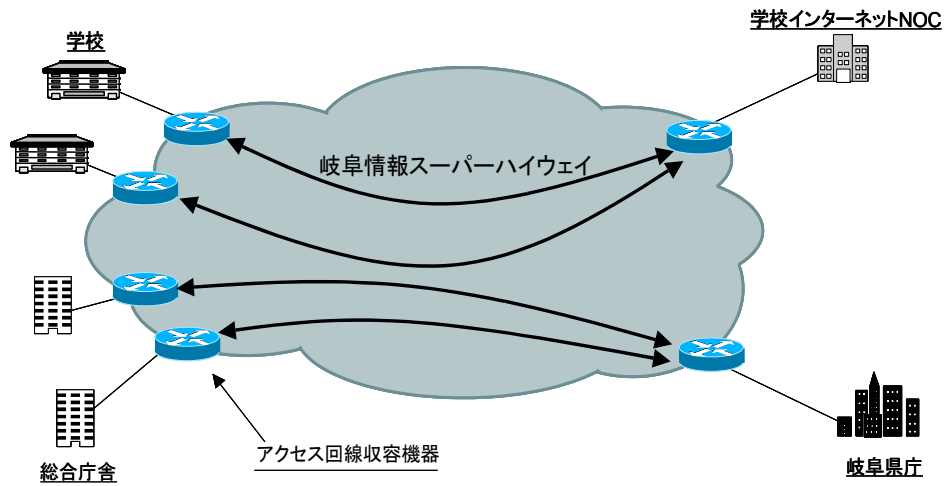 学校インターネットNOC
学校
岐阜情報スーパーハイウェイ
アクセス回線収容機器
総合庁舎
岐阜県庁